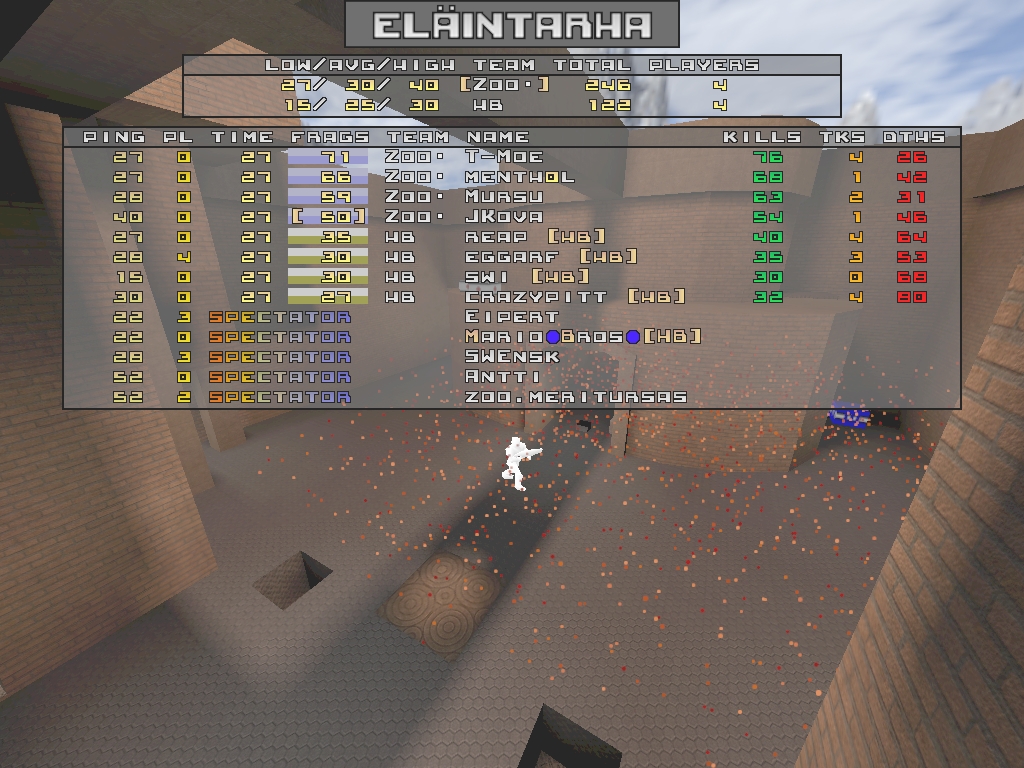 ELÄINTARHA
LOW/AVG/HIGH TEAM TOTAL PLAYERS
27/ 30/ 40 [ZOO·] 246 4
15/ 25/ 30 HB 122 4
PING PL TIME FRAGS TEAM NAME KILLS TKS DTHS
27 0 27 71 ZOO· T-MOE 76 4 26
27 0 27 66 ZOO· MENTHOL 68 1 42
28 0 27 59 ZOO· MURSU 63 2 31
40 0 27 [ 50] ZOO· JKOVA 54 1 46
27 0 27 35 HB REAP [HB] 40 4 64
28 4 27 30 HB EGGARF [HB] 35 3 53
15 0 27 30 HB SWI [HB] 30 0 68
30 0 27 27 HB CRAZYPITT [HB] 32 4 80
22 3 SPECTATOR EIPERT
22 0 SPECTATOR MARIO●BROS●[HB]
38 3 SPECTATOR SWENSK
52 0 SPECTATOR ANTTI
52 2 SPECTATOR ZOO.MERITURSAS